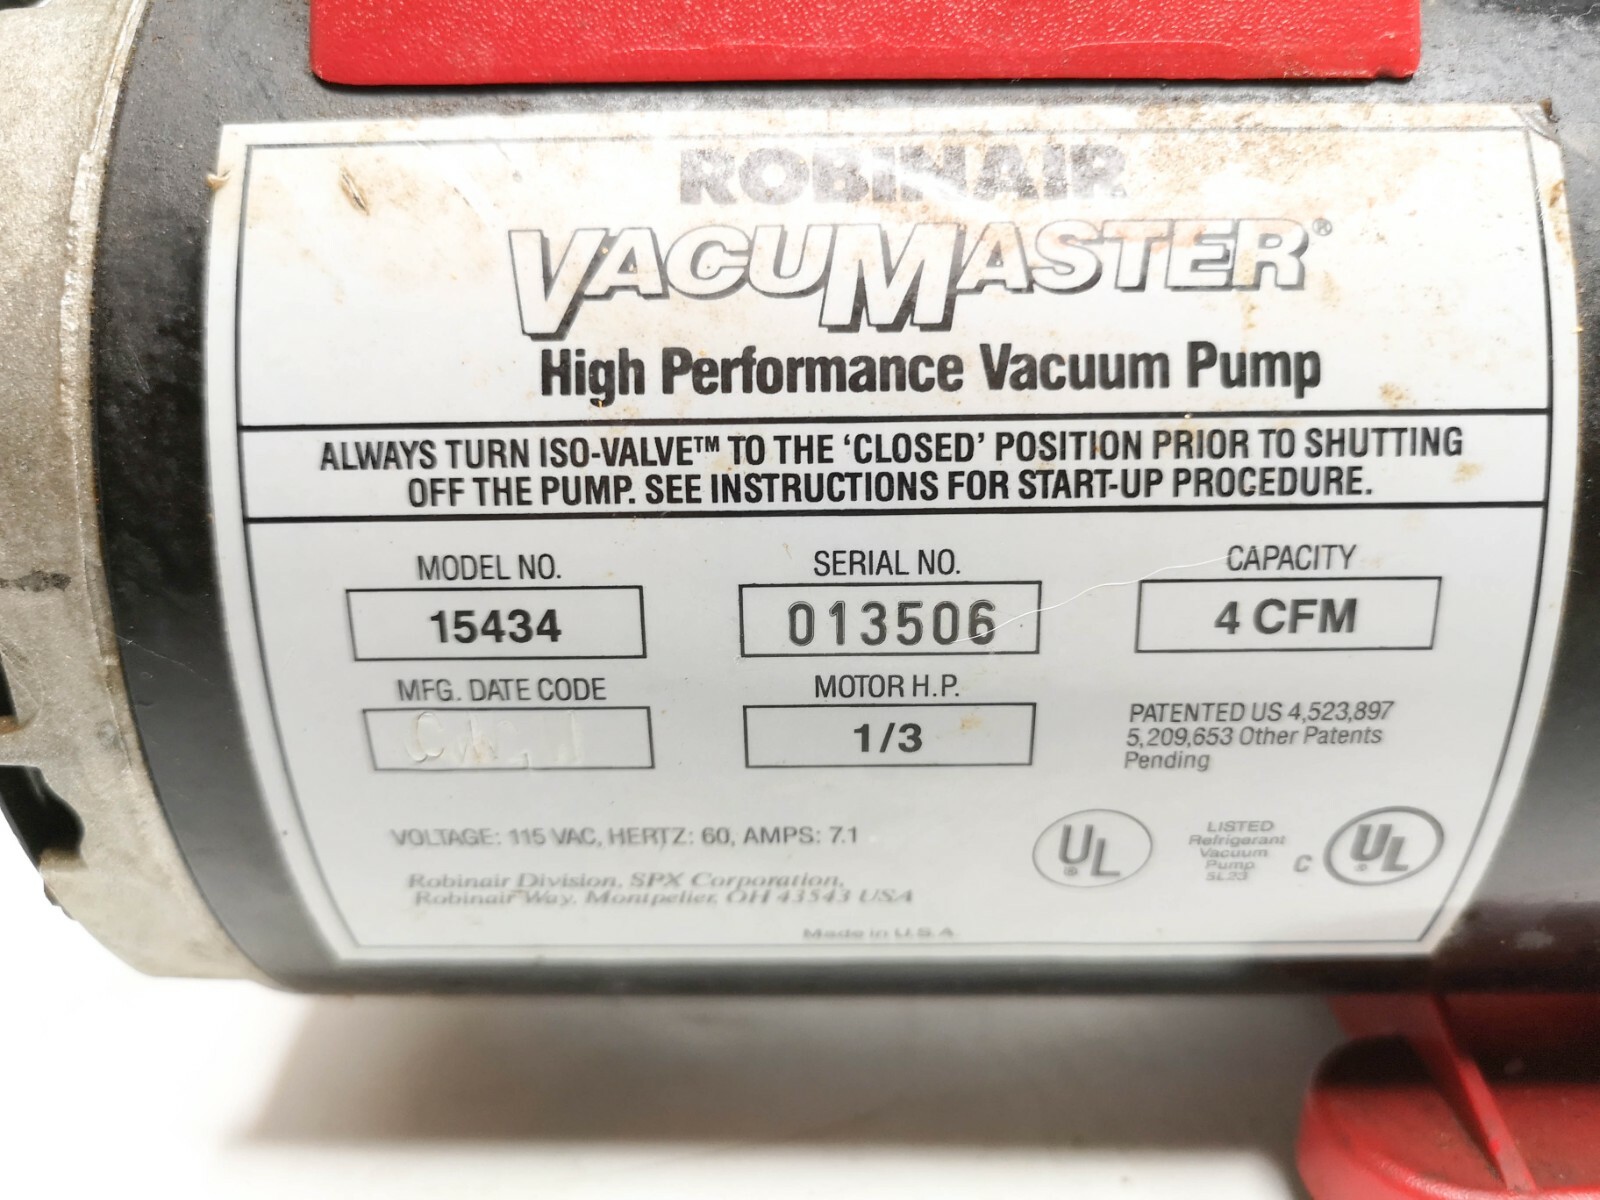 ROBINAIR
VACUMASTER®
High Performance Vacuum Pump
ALWAYS TURN ISO-VALVE™ TO THE ‘CLOSED’ POSITION PRIOR TO SHUTTING
OFF THE PUMP. SEE INSTRUCTIONS FOR START-UP PROCEDURE.
MODEL NO.
15434
SERIAL NO.
013506
CAPACITY
4 CFM
MFG. DATE CODE
MOTOR H.P.
1/3
PATENTED US 4,523,897
5,209,653 Other Patents
Pending
VOLTAGE: 115 VAC, HERTZ: 60, AMPS: 7.1
Robinair Division, SPX Corporation,
Robinair Way, Montpelier, OH 43543 USA
Made in U.S.A.
UL®
LISTED
Refrigerant
Vacuum
Pump
5L23
C
UL®